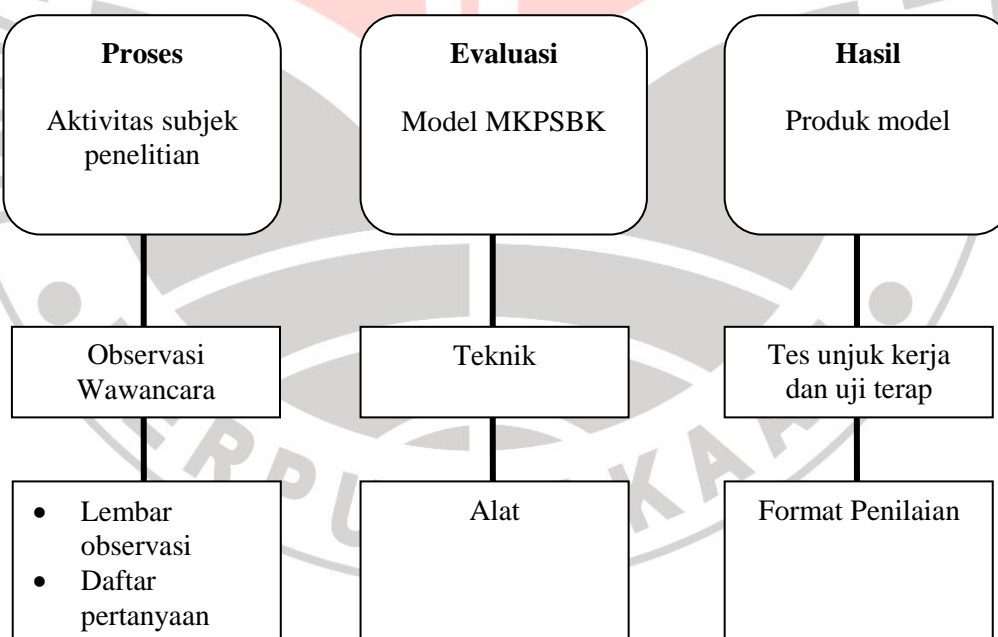 Proses
Aktivitas subjek
penelitian
Evaluasi
Model MKPSBK
Hasil
Produk model
Observasi
Wawancara
Teknik
Tes unjuk kerja
dan uji terap
• Lembar
observasi
• Daftar
pertanyaan
Alat
Format Penilaian